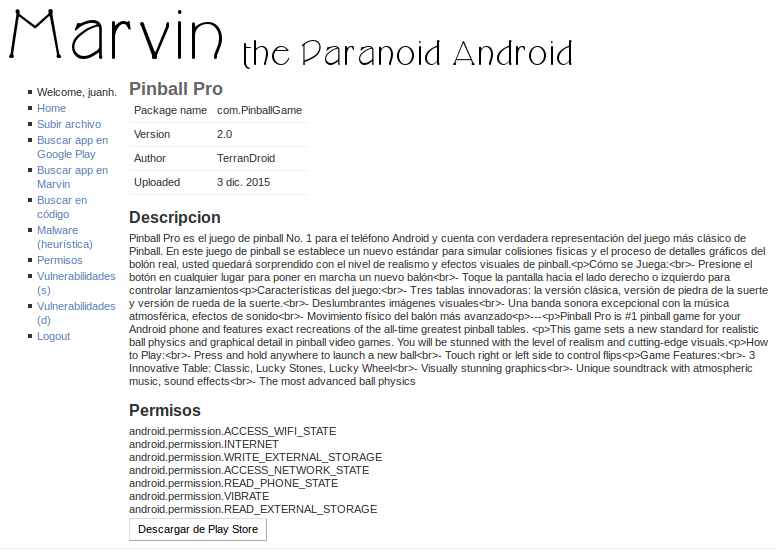 Marvin the Paranoid Android
Welcome, juanh.
Home
Subir archivo
Buscar app en
Google Play
Buscar app en
Marvin
Buscar en
código
Malware
(heurística)
Permisos
Vulnerabilidades
(s)
Vulnerabilidades
(d)
Logout
Pinball Pro
Package name com.PinballGame
Version 2.0
Author TerranDroid
Uploaded 3 dic. 2015
Descripcion
Pinball Pro es el juego de pinball No. 1 para el teléfono Android y cuenta con verdadera representación del juego más clásico de
Pinball. En este juego de pinball se establece un nuevo estándar para simular colisiones físicas y el proceso de detalles gráficos del
bolón real, usted quedará sorprendido con el nivel de realismo y efectos visuales de pinball.<p>Cómo se Juega:<br>- Presione el
botón en cualquier lugar para poner en marcha un nuevo balón<br>- Toque la pantalla hacia el lado derecho o izquierdo para
controlar lanzamientos<p>Características del juego:<br>- Tres tablas innovadoras: la versión clásica, versión de piedra de la suerte
y versión de rueda de la suerte.<br>- Deslumbrantes imágenes visuales<br>- Una banda sonora excepcional con la música
atmosférica, efectos de sonido<br>- Movimiento físico del balón más avanzado<p>---<p>Pinball Pro is #1 pinball game for your
Android phone and features exact recreations of the all-time greatest pinball tables. <p>This game sets a new standard for realistic
ball physics and graphical detail in pinball video games. You will be stunned with the level of realism and cutting-edge visuals.<p>How
to Play:<br>- Press and hold anywhere to launch a new ball<br>- Touch right or left side to control flips<p>Game Features:<br>- 3
Innovative Table: Classic, Lucky Stones, Lucky Wheel<br>- Visually stunning graphics<br>- Unique soundtrack with atmospheric
music, sound effects<br>- The most advanced ball physics
Permisos
android.permission.ACCESS_WIFI_STATE
android.permission.INTERNET
android.permission.WRITE_EXTERNAL_STORAGE
android.permission.ACCESS_NETWORK_STATE
android.permission.READ_PHONE_STATE
android.permission.VIBRATE
android.permission.READ_EXTERNAL_STORAGE
Descargar de Play Store